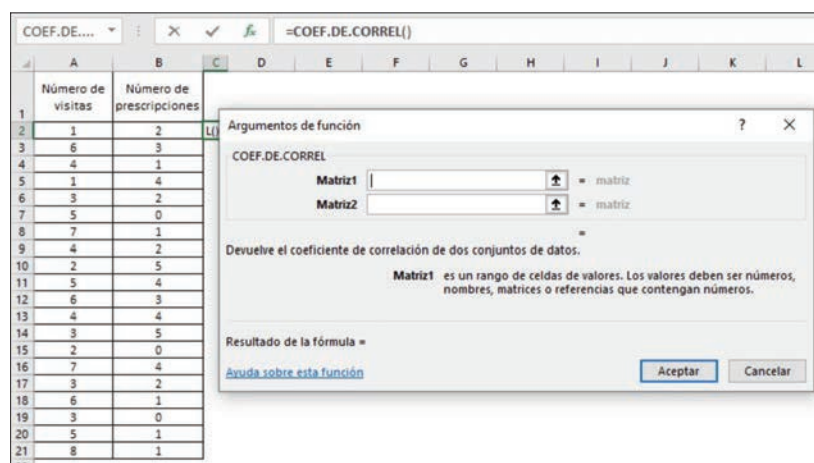 COEF.DE.... =COEF.DE.CORREL()
A B C D E F G H I J K L
Número de visitas Número de prescripciones
1
2 1 2 L()
3 6 3
4 4 1
5 1 4
6 3 2
7 5 0
8 7 1
9 4 2
10 2 5
11 5 4
12 6 3
13 4 4
14 3 5
15 2 0
16 7 4
17 3 2
18 6 1
19 3 0
20 5 1
21 8 1
Argumentos de función ? ×
COEF.DE.CORREL
Matriz1 = matriz
Matriz2 = matriz
=
Devuelve el coeficiente de correlación de dos conjuntos de datos.
Matriz1 es un rango de celdas de valores. Los valores deben ser números,
nombres, matrices o referencias que contengan números.
Resultado de la fórmula =
Ayuda sobre esta función Aceptar Cancelar